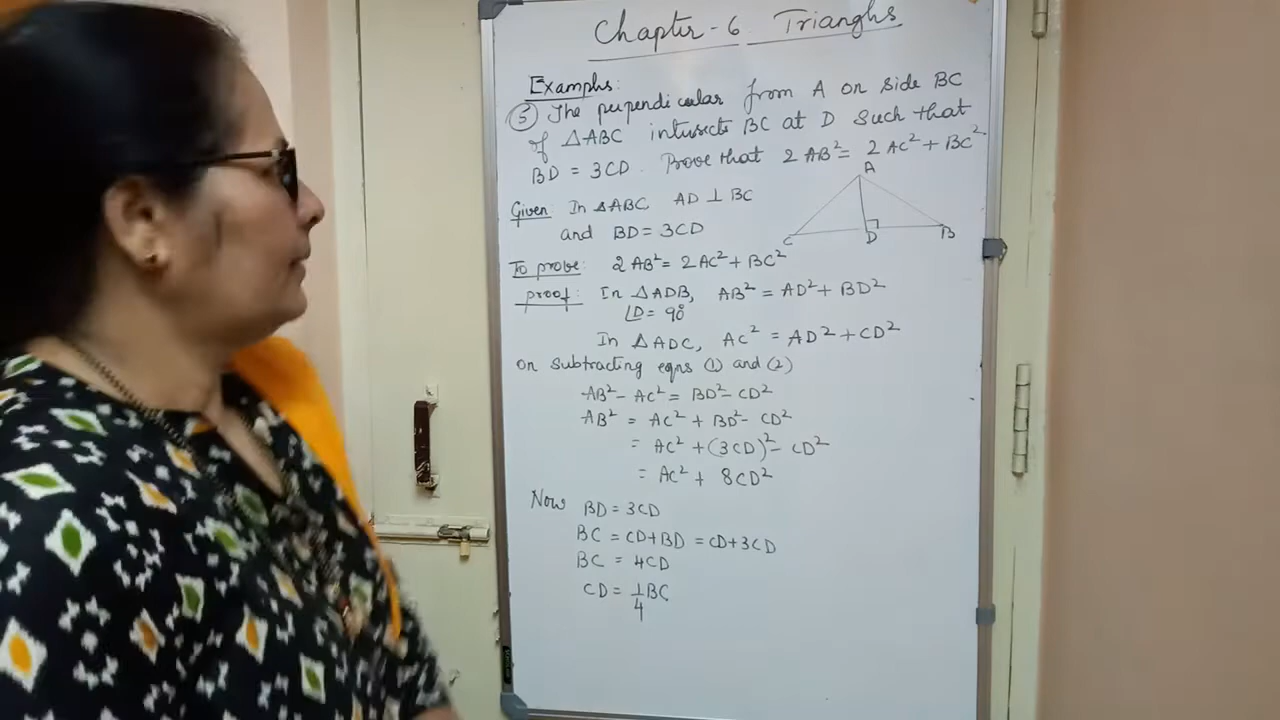 Chapter - 6 Triangles
Examples:
(5) The perpendicular from A on side BC
of △ABC intersects BC at D such that
BD = 3CD. Prove that 2AB² = 2AC² + BC²
A
C D B
Given: In △ABC AD ⊥ BC
and BD = 3CD
To prove: 2AB² = 2AC² + BC²
proof: In △ADB, AB² = AD² + BD²
∠D = 90°
In △ADC, AC² = AD² + CD²
on subtracting eqns (1) and (2)
AB² - AC² = BD² - CD²
AB² = AC² + BD² - CD²
= AC² + (3CD)² - CD²
= AC² + 8CD²
Now BD = 3CD
BC = CD + BD = CD + 3CD
BC = 4CD
CD = 1/4 BC